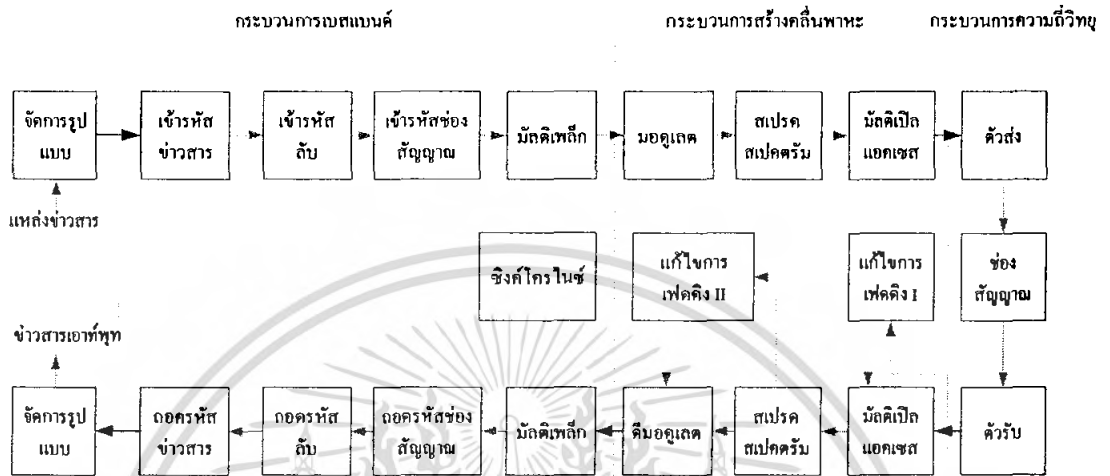 กระบวนการเบสแบนค์
กระบวนการสร้างคลื่นพาหะ
กระบวนการความถี่วิทยุ
จัดการรูป
แบบ
เข้ารหัส
ข่าวสาร
เข้ารหัส
ลับ
เข้ารหัสช่อง
สัญญาณ
มัลติเพล็ก
มอดูเลต
สเปรค
สเปคตรัม
มัลติเปิล
แอคเซส
ตัวส่ง
แหล่งข่าวสาร
ซิงค์โครไนซ์
แก้ไขการ
เฟดดิง II
แก้ไขการ
เฟดดิง I
ช่อง
สัญญาณ
ข่าวสารเอาท์พุท
จัดการรูป
แบบ
ถอดรหัส
ข่าวสาร
ถอดรหัส
ลับ
ถอดรหัสช่อง
สัญญาณ
มัลติเพล็ก
ดีมอดูเลต
สเปรค
สเปคตรัม
มัลติเปิล
แอคเซส
ตัวรับ